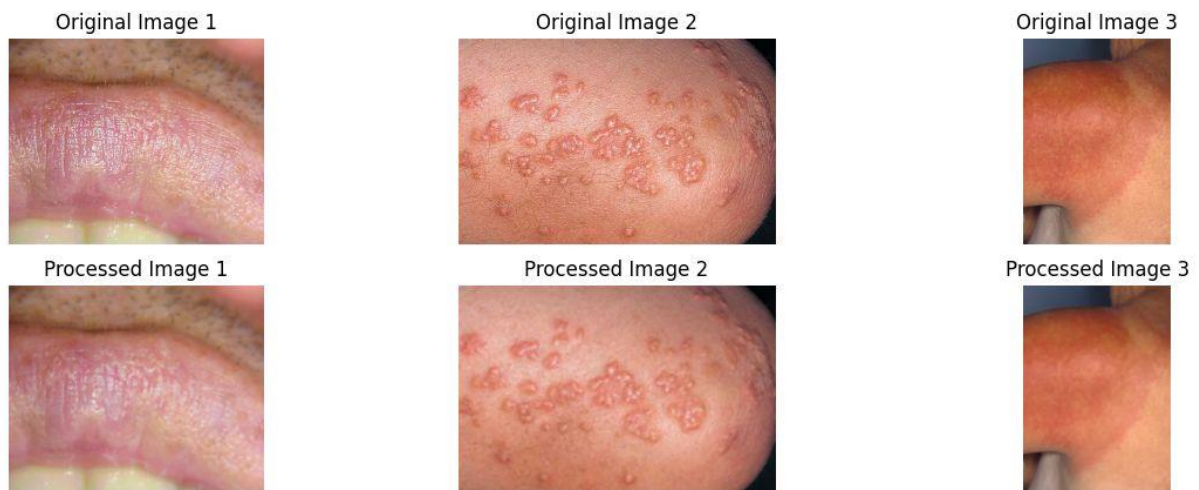 Original Image 1
Original Image 2
Original Image 3
Processed Image 1
Processed Image 2
Processed Image 3